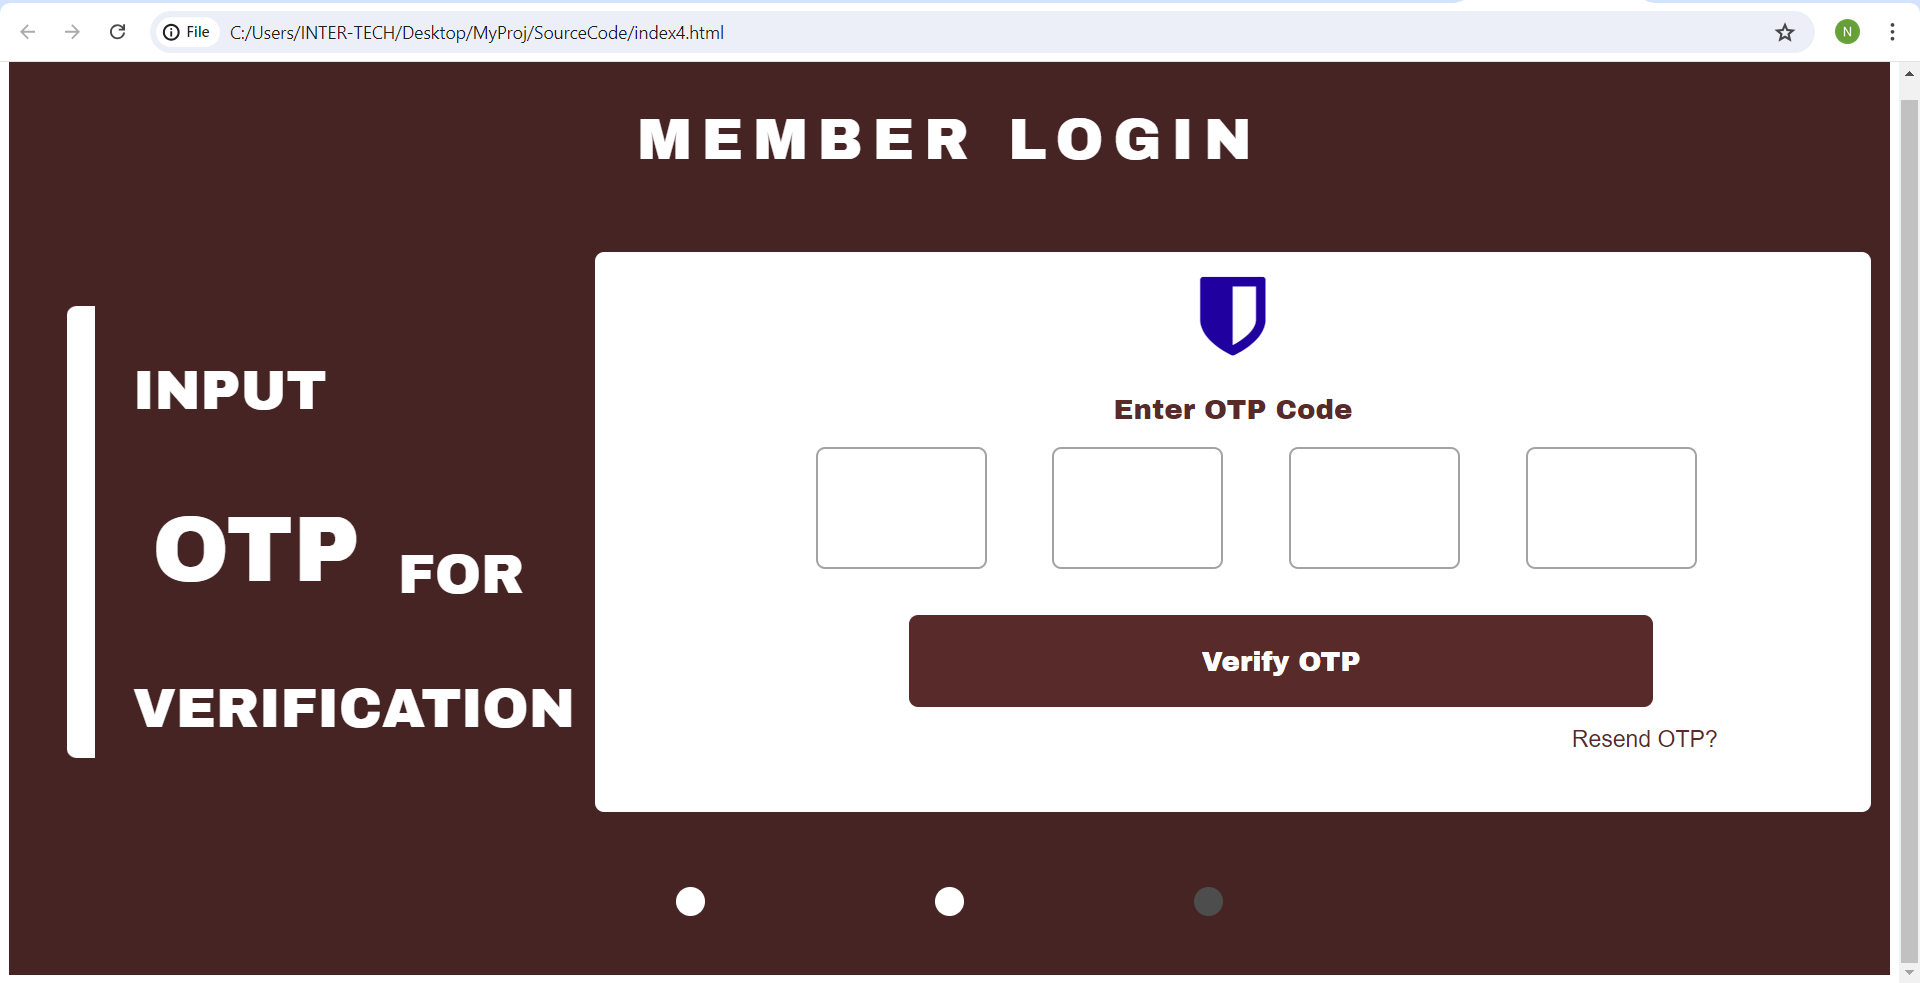 File C:/Users/INTER-TECH/Desktop/MyProj/SourceCode/index4.html
N
MEMBER LOGIN
INPUT
OTP FOR
VERIFICATION
Enter OTP Code
Verify OTP
Resend OTP?